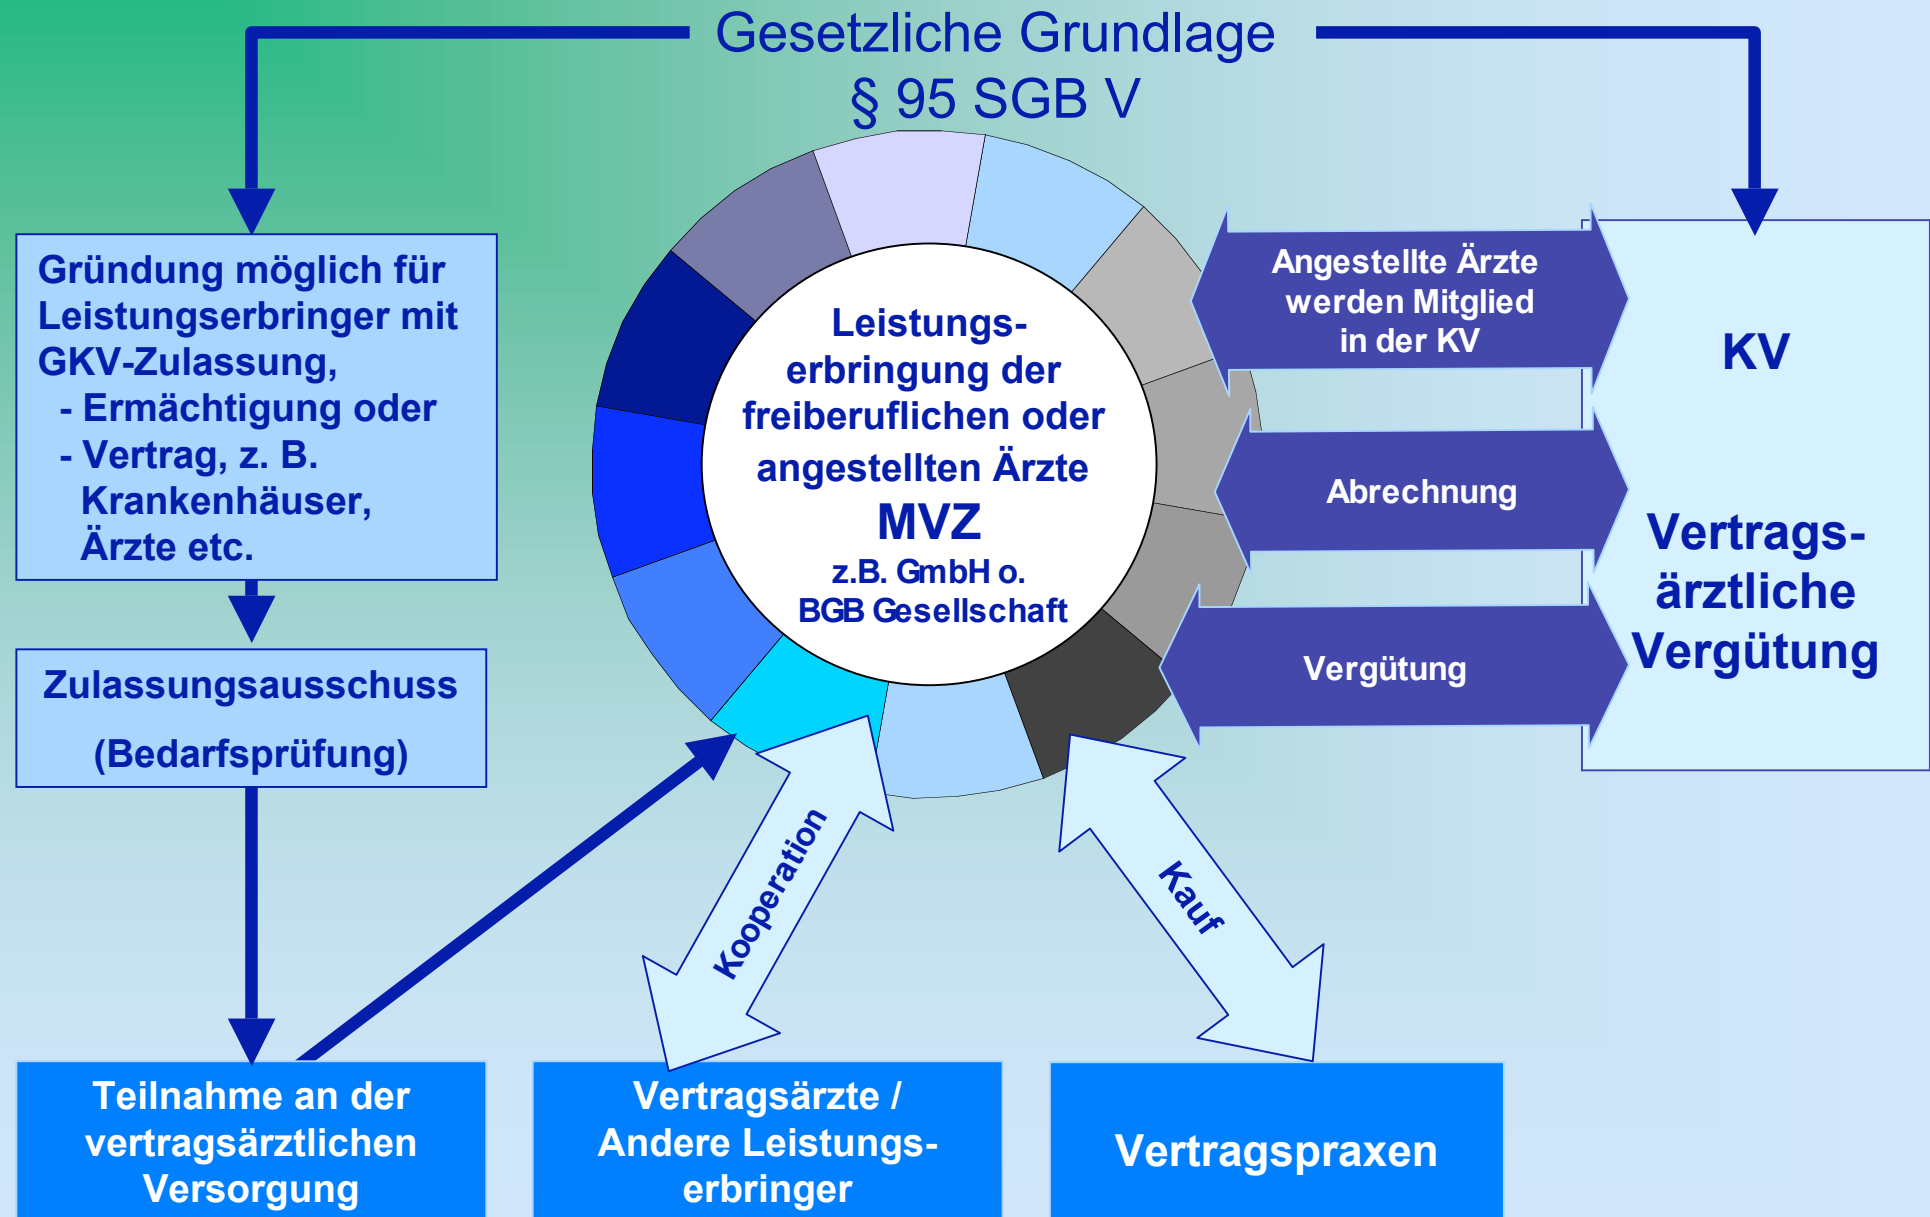 Gesetzliche Grundlage
§ 95 SGB V
Gründung möglich für
Leistungserbringer mit
GKV-Zulassung,
- Ermächtigung oder
- Vertrag, z. B.
Krankenhäuser,
Ärzte etc.
Zulassungsausschuss
(Bedarfsprüfung)
Teilnahme an der
vertragsärztlichen
Versorgung
Leistungs-
erbringung der
freiberuflichen oder
angestellten Ärzte
MVZ
z.B. GmbH o.
BGB Gesellschaft
Angestellte Ärzte
werden Mitglied
in der KV
Abrechnung
Vergütung
KV
Vertrags-
ärztliche
Vergütung
Kooperation
Kauf
Vertragsärzte /
Andere Leistungs-
erbringer
Vertragspraxen